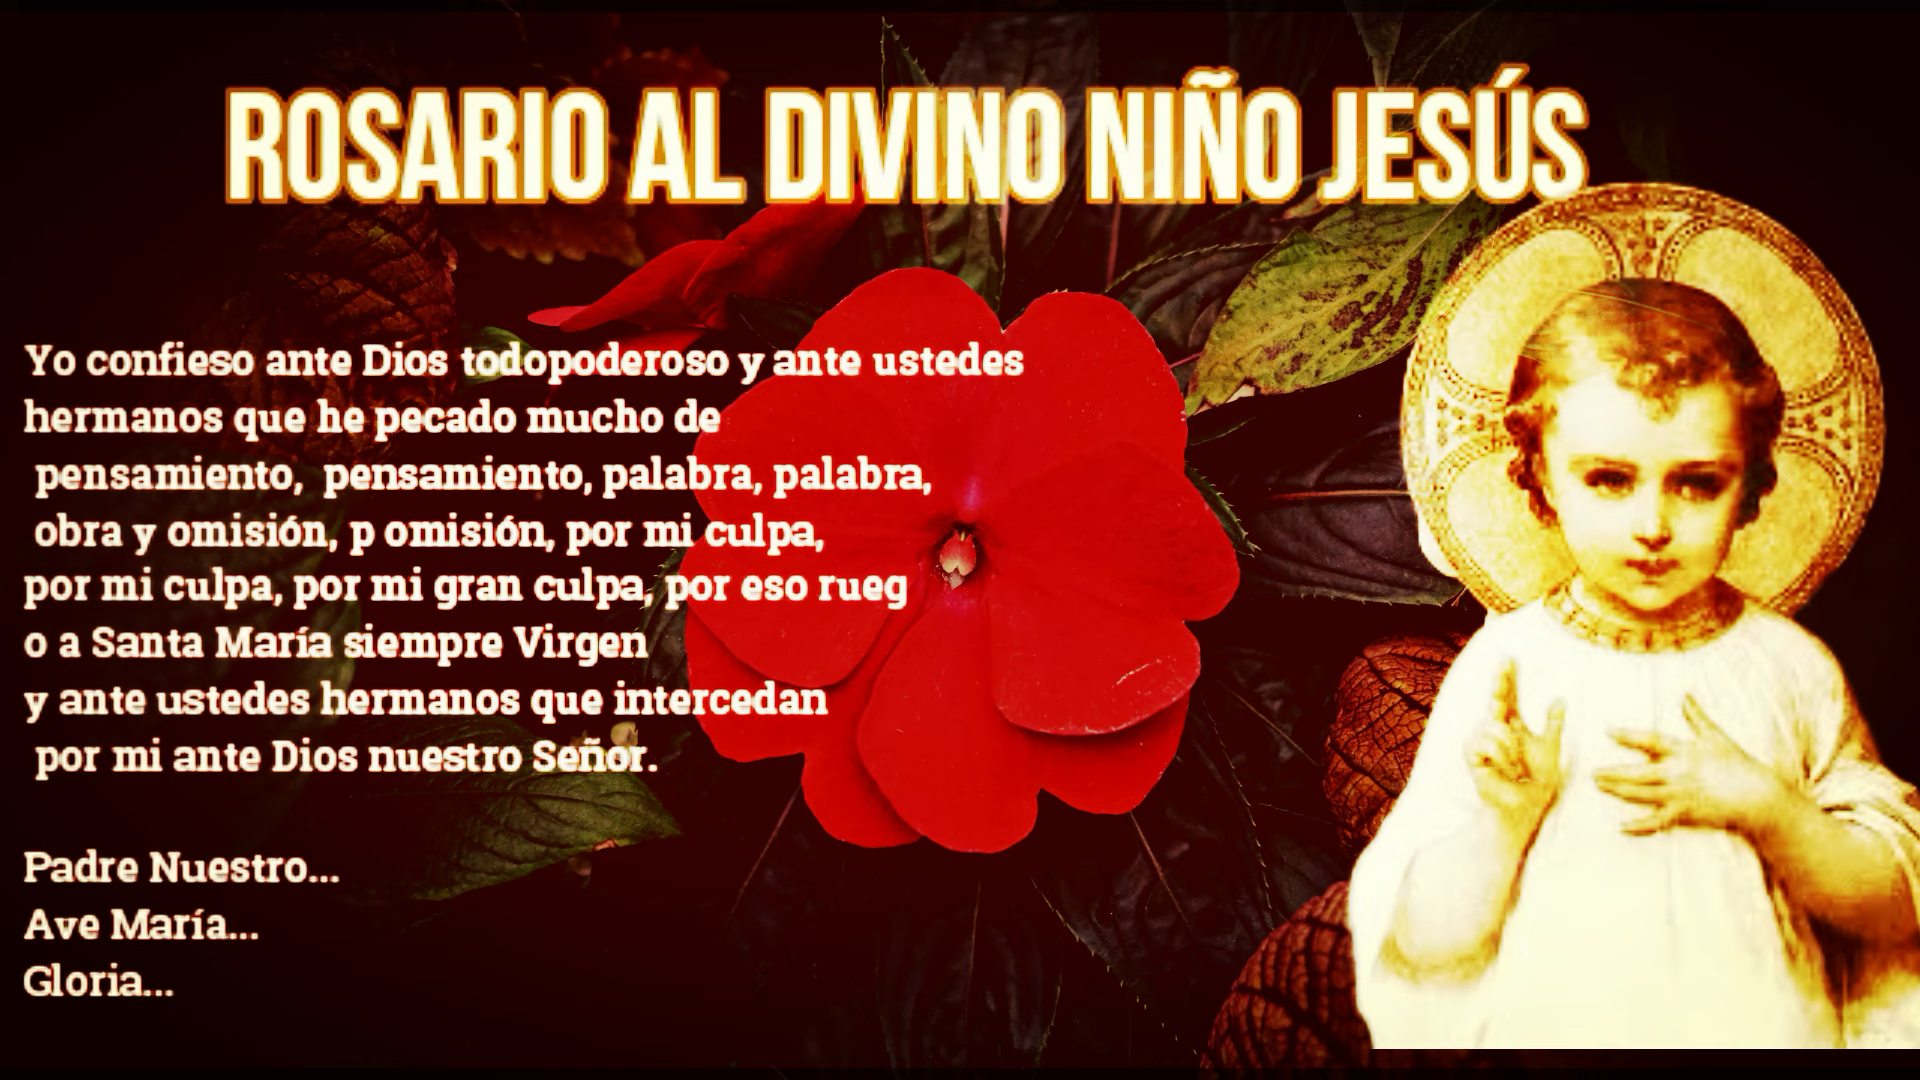 ROSARIO AL DIVINO NIÑO JESÚS
Yo confieso ante Dios todopoderoso y ante ustedes
hermanos que he pecado mucho de
pensamiento, pensamiento, palabra, palabra,
obra y omisión, p omisión, por mi culpa,
por mi culpa, por mi gran culpa, por eso rueg
o a Santa María siempre Virgen
y ante ustedes hermanos que intercedan
por mi ante Dios nuestro Señor.
Padre Nuestro...
Ave María...
Gloria...